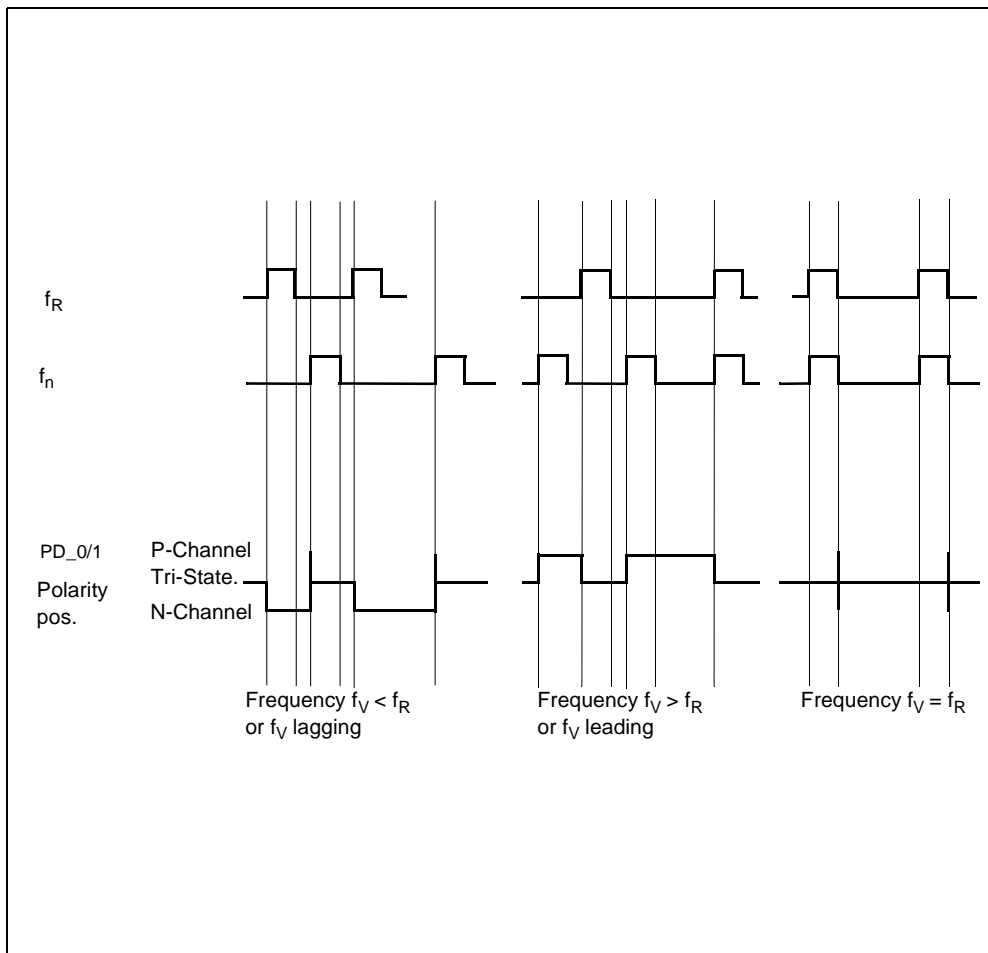 f_R
f_n
PD_0/1
P-Channel
Tri-State.
Polarity
pos.
N-Channel
Frequency f_V < f_R
or f_V lagging
Frequency f_V > f_R
or f_V leading
Frequency f_V = f_R